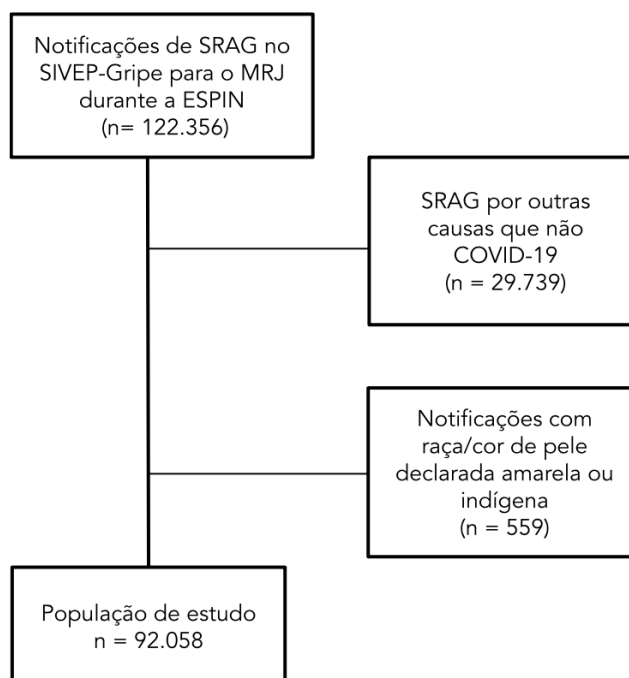 Notificações de SRAG no
SIVEP-Gripe para o MRJ
durante a ESPIN
(n= 122.356)
SRAG por outras
causas que não
COVID-19
(n = 29.739)
Notificações com
raça/cor de pele
declarada amarela ou
indígena
(n = 559)
População de estudo
n = 92.058